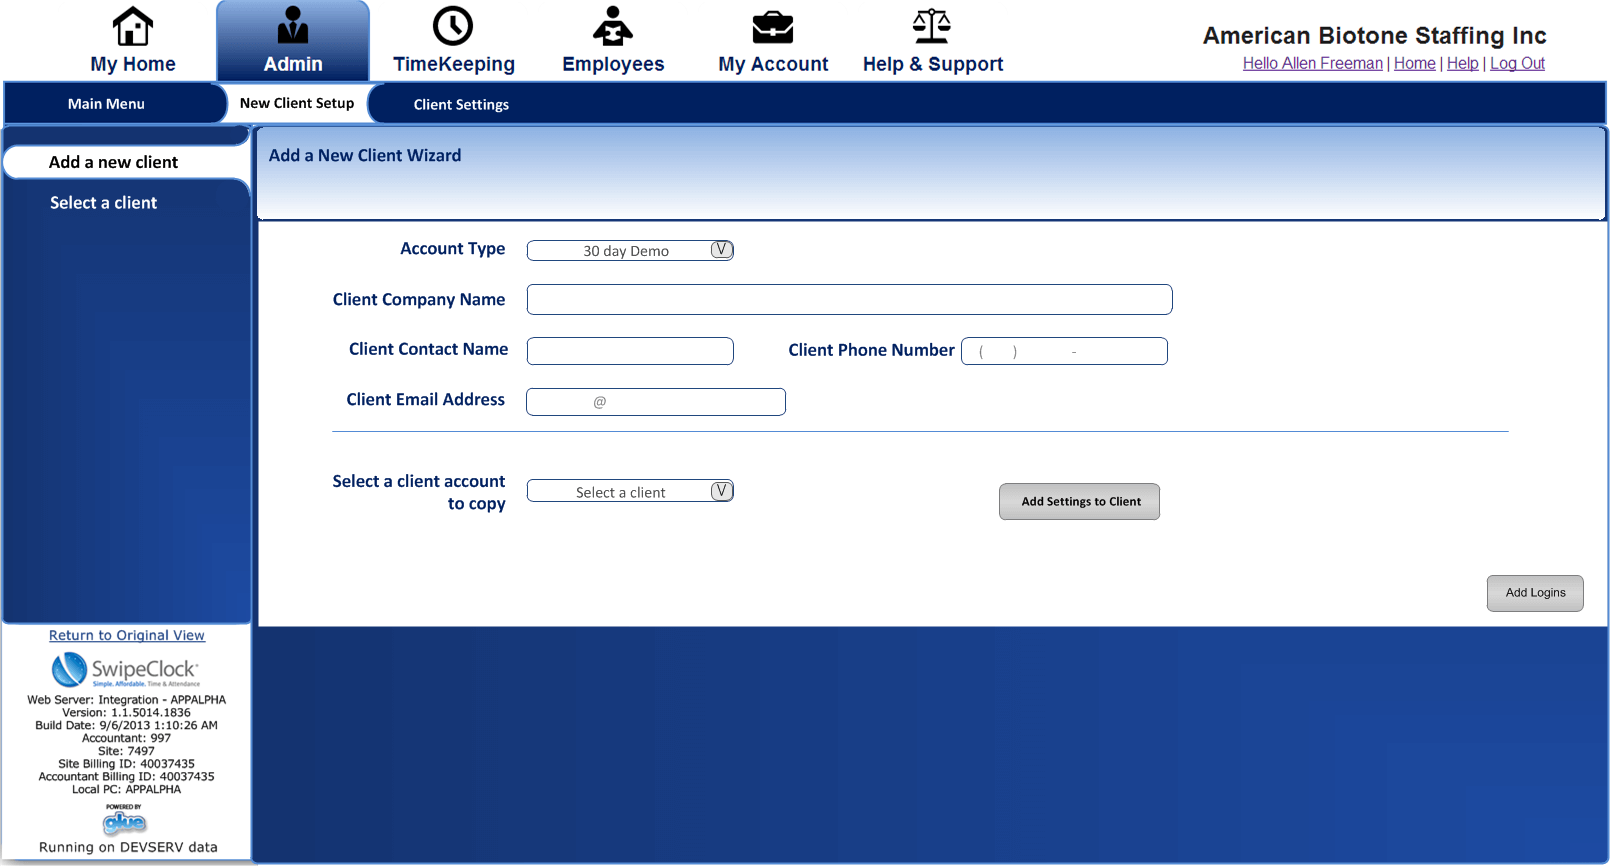 My Home
Admin
TimeKeeping
Employees
My Account
Help & Support
American Biotone Staffing Inc
Hello Allen Freeman | Home | Help | Log Out
Main Menu
New Client Setup
Client Settings
Add a new client
Select a client
Add a New Client Wizard
Account Type
30 day Demo
V
Client Company Name
Client Contact Name
Client Phone Number
( ) -
Client Email Address
@
Select a client account
to copy
Select a client
V
Add Settings to Client
Add Logins
Return to Original View
SwipeClock
Simple. Affordable. Time & Attendance
Web Server: Integration - APPALPHA
Version: 1.1.5014.1836
Build Date: 9/6/2013 1:10:26 AM
Accountant: 997
Site: 7497
Site Billing ID: 40037435
Accountant Billing ID: 40037435
Local PC: APPALPHA
POWERED BY
glue
Running on DEVSERV data